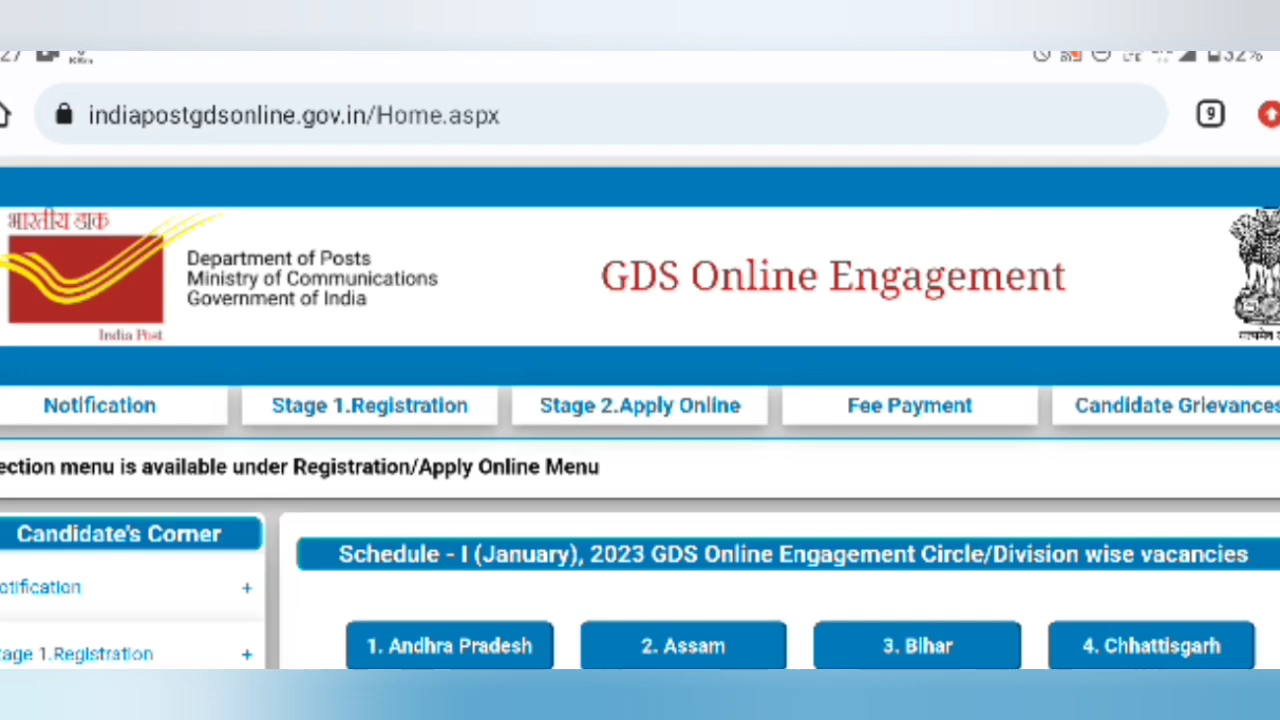 27
32%
indiapostgdsonline.gov.in/Home.aspx
9
भारतीय डाक
India Post
Department of Posts
Ministry of Communications
Government of India
GDS Online Engagement
Notification
Stage 1.Registration
Stage 2.Apply Online
Fee Payment
Candidate Grievances
ection menu is available under Registration/Apply Online Menu
Candidate's Corner
otification +
tage 1.Registration +
Schedule - I (January), 2023 GDS Online Engagement Circle/Division wise vacancies
1. Andhra Pradesh
2. Assam
3. Bihar
4. Chhattisgarh